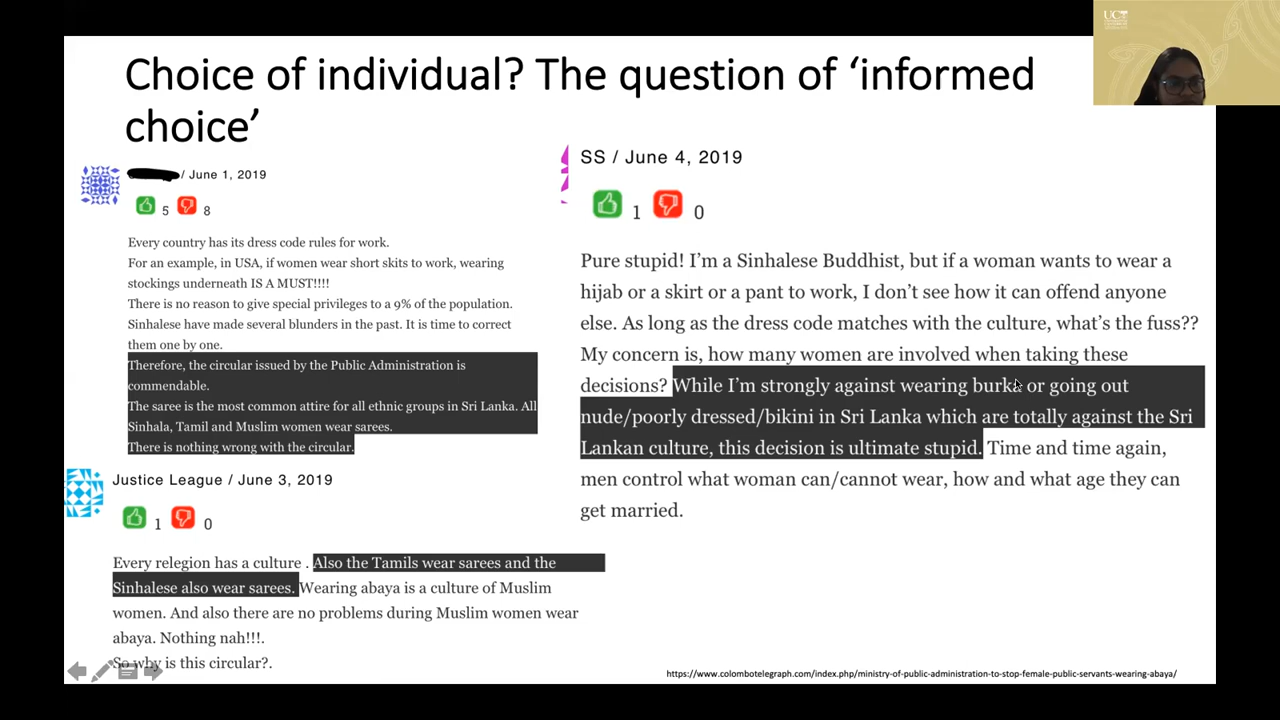 UCT
Choice of individual? The question of ‘informed
choice’
/ June 1, 2019
5 8
Every country has its dress code rules for work.
For an example, in USA, if women wear short skits to work, wearing
stockings underneath IS A MUST!!!!
There is no reason to give special privileges to a 9% of the population.
Sinhalese have made several blunders in the past. It is time to correct
them one by one.
Therefore, the circular issued by the Public Administration is
commendable.
The saree is the most common attire for all ethnic groups in Sri Lanka. All
Sinhala, Tamil and Muslim women wear sarees.
There is nothing wrong with the circular.
Justice League / June 3, 2019
1 0
Every relegion has a culture . Also the Tamils wear sarees and the
Sinhalese also wear sarees. Wearing abaya is a culture of Muslim
women. And also there are no problems during Muslim women wear
abaya. Nothing nah!!!.
So why is this circular?.
SS / June 4, 2019
1 0
Pure stupid! I’m a Sinhalese Buddhist, but if a woman wants to wear a
hijab or a skirt or a pant to work, I don’t see how it can offend anyone
else. As long as the dress code matches with the culture, what’s the fuss??
My concern is, how many women are involved when taking these
decisions? While I’m strongly against wearing burka or going out
nude/poorly dressed/bikini in Sri Lanka which are totally against the Sri
Lankan culture, this decision is ultimate stupid. Time and time again,
men control what woman can/cannot wear, how and what age they can
get married.
https://www.colombotelegraph.com/index.php/ministry-of-public-administration-to-stop-female-public-servants-wearing-abaya/